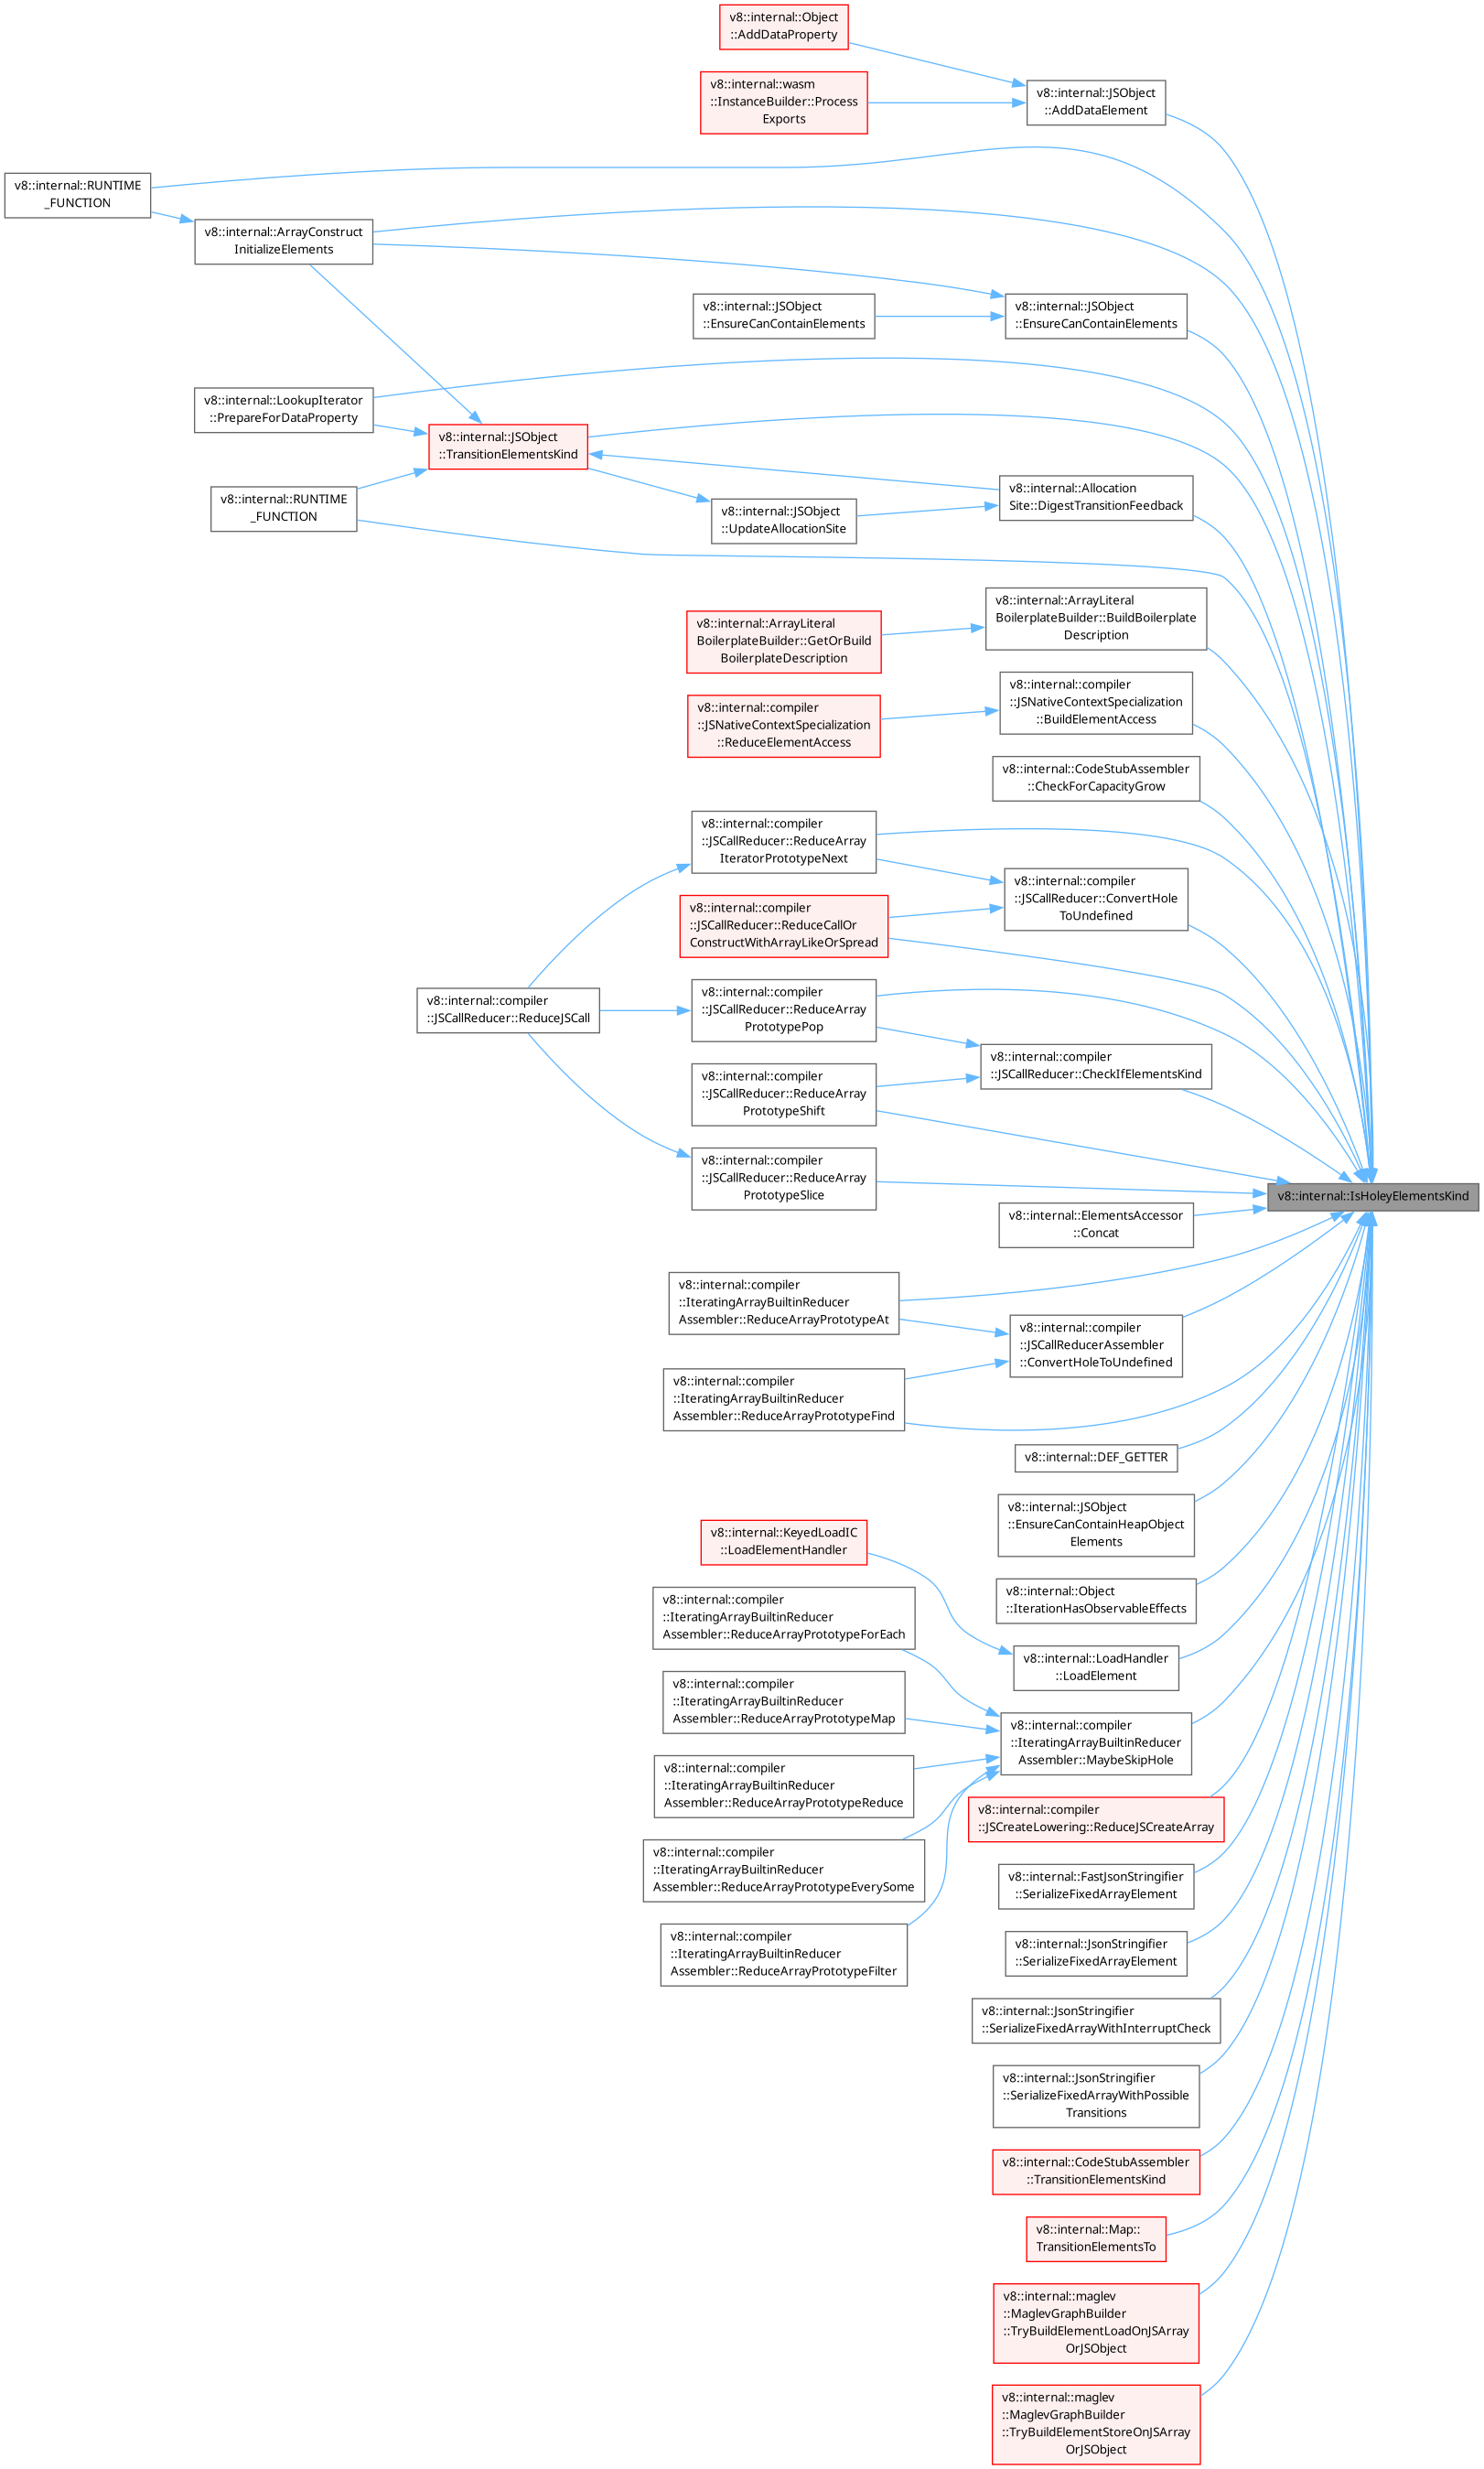 v8::internal::Object
::AddDataProperty
v8::internal::wasm
::InstanceBuilder::Process
Exports
v8::internal::JSObject
::AddDataElement
v8::internal::RUNTIME
_FUNCTION
v8::internal::ArrayConstruct
InitializeElements
v8::internal::JSObject
::EnsureCanContainElements
v8::internal::JSObject
::EnsureCanContainElements
v8::internal::LookupIterator
::PrepareForDataProperty
v8::internal::JSObject
::TransitionElementsKind
v8::internal::RUNTIME
_FUNCTION
v8::internal::JSObject
::UpdateAllocationSite
v8::internal::Allocation
Site::DigestTransitionFeedback
v8::internal::ArrayLiteral
BoilerplateBuilder::GetOrBuild
BoilerplateDescription
v8::internal::ArrayLiteral
BoilerplateBuilder::BuildBoilerplate
Description
v8::internal::compiler
::JSNativeContextSpecialization
::ReduceElementAccess
v8::internal::compiler
::JSNativeContextSpecialization
::BuildElementAccess
v8::internal::CodeStubAssembler
::CheckForCapacityGrow
v8::internal::compiler
::JSCallReducer::ReduceArray
IteratorPrototypeNext
v8::internal::compiler
::JSCallReducer::ConvertHole
ToUndefined
v8::internal::compiler
::JSCallReducer::ReduceCallOr
ConstructWithArrayLikeOrSpread
v8::internal::compiler
::JSCallReducer::ReduceJSCall
v8::internal::compiler
::JSCallReducer::ReduceArray
PrototypePop
v8::internal::compiler
::JSCallReducer::CheckIfElementsKind
v8::internal::compiler
::JSCallReducer::ReduceArray
PrototypeShift
v8::internal::compiler
::JSCallReducer::ReduceArray
PrototypeSlice
v8::internal::IsHoleyElementsKind
v8::internal::ElementsAccessor
::Concat
v8::internal::compiler
::IteratingArrayBuiltinReducer
Assembler::ReduceArrayPrototypeAt
v8::internal::compiler
::JSCallReducerAssembler
::ConvertHoleToUndefined
v8::internal::compiler
::IteratingArrayBuiltinReducer
Assembler::ReduceArrayPrototypeFind
v8::internal::DEF_GETTER
v8::internal::JSObject
::EnsureCanContainHeapObject
Elements
v8::internal::KeyedLoadIC
::LoadElementHandler
v8::internal::Object
::IterationHasObservableEffects
v8::internal::compiler
::IteratingArrayBuiltinReducer
Assembler::ReduceArrayPrototypeForEach
v8::internal::LoadHandler
::LoadElement
v8::internal::compiler
::IteratingArrayBuiltinReducer
Assembler::ReduceArrayPrototypeMap
v8::internal::compiler
::IteratingArrayBuiltinReducer
Assembler::MaybeSkipHole
v8::internal::compiler
::IteratingArrayBuiltinReducer
Assembler::ReduceArrayPrototypeReduce
v8::internal::compiler
::JSCreateLowering::ReduceJSCreateArray
v8::internal::compiler
::IteratingArrayBuiltinReducer
Assembler::ReduceArrayPrototypeEverySome
v8::internal::FastJsonStringifier
::SerializeFixedArrayElement
v8::internal::compiler
::IteratingArrayBuiltinReducer
Assembler::ReduceArrayPrototypeFilter
v8::internal::JsonStringifier
::SerializeFixedArrayElement
v8::internal::JsonStringifier
::SerializeFixedArrayWithInterruptCheck
v8::internal::JsonStringifier
::SerializeFixedArrayWithPossible
Transitions
v8::internal::CodeStubAssembler
::TransitionElementsKind
v8::internal::Map::
TransitionElementsTo
v8::internal::maglev
::MaglevGraphBuilder
::TryBuildElementLoadOnJSArray
OrJSObject
v8::internal::maglev
::MaglevGraphBuilder
::TryBuildElementStoreOnJSArray
OrJSObject